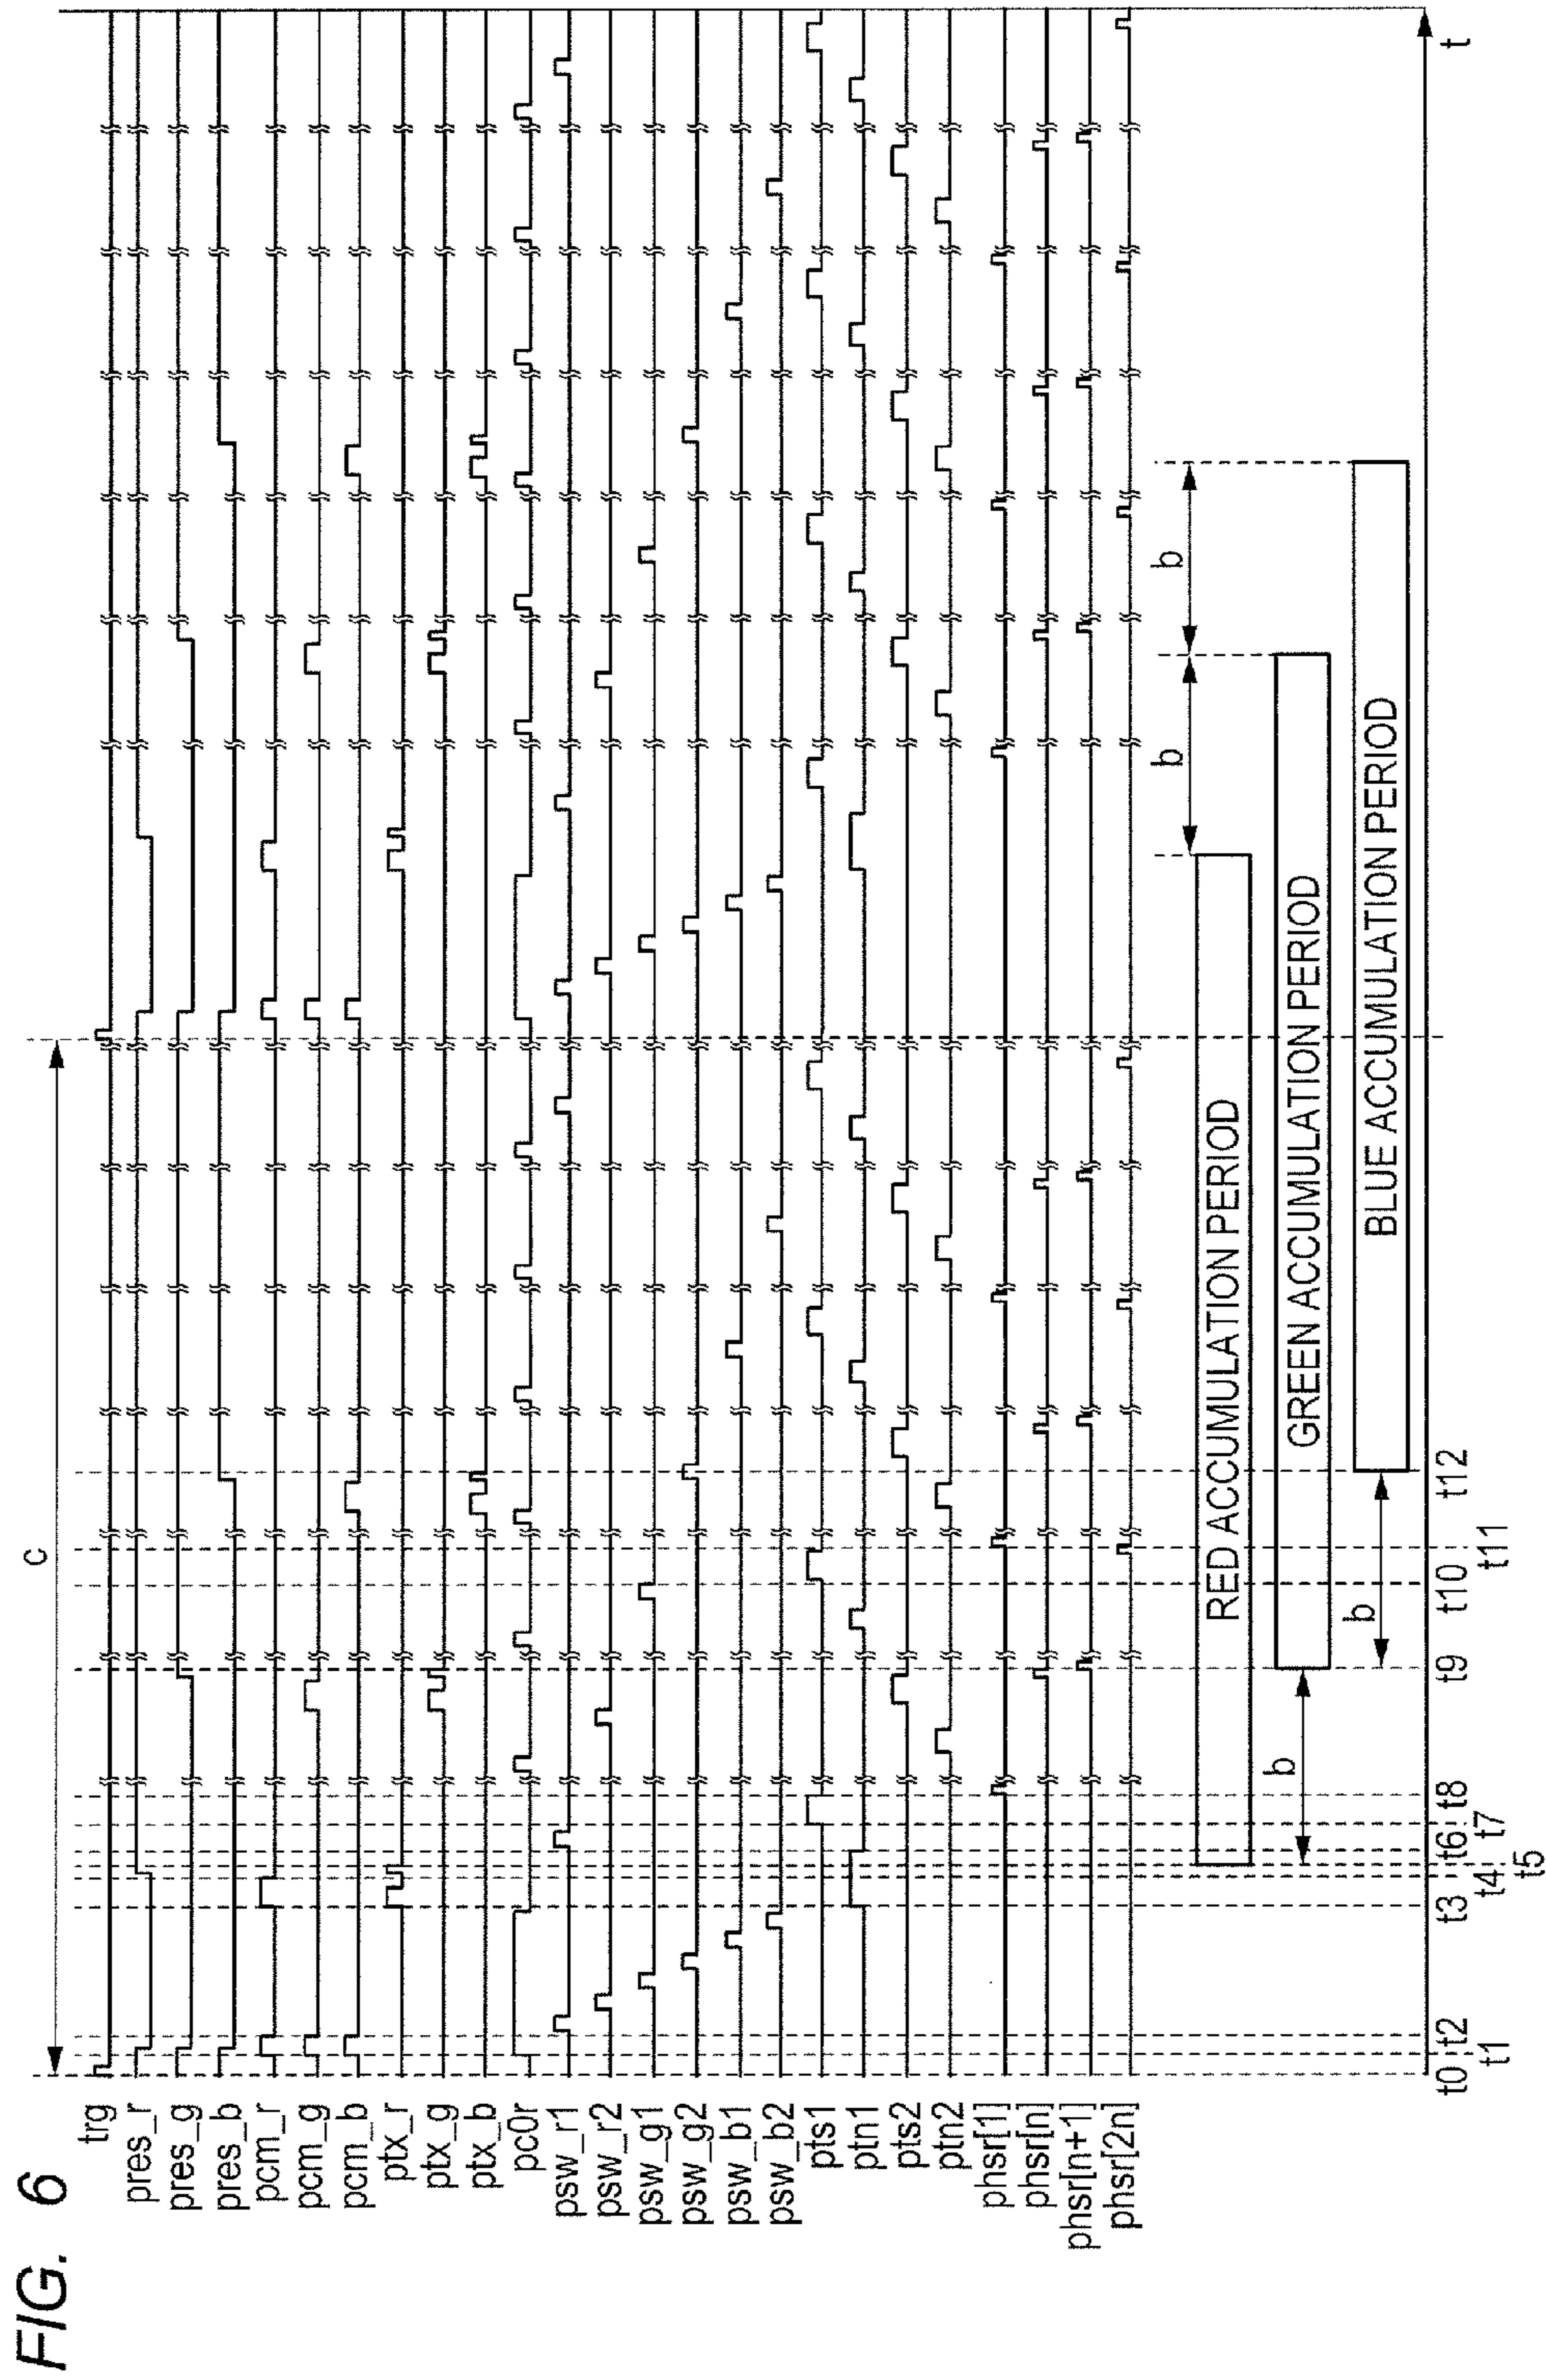 FIG. 6
c
trg
pres_r
pres_g
pres_b
pcm_r
pcm_g
pcm_b
ptx_r
ptx_g
ptx_b
pc0r
psw_r1
psw_r2
psw_g1
psw_g2
psw_b1
psw_b2
pts1
ptn1
pts2
ptn2
phsr[1]
phsr[n]
phsr[n+1]
phsr[2n]
b
b
RED ACCUMULATION PERIOD
b
GREEN ACCUMULATION PERIOD
b
BLUE ACCUMULATION PERIOD
t0 t2 t3 t6 t8 t9 t10 t12 t
t1 t4 t7 t11
t5